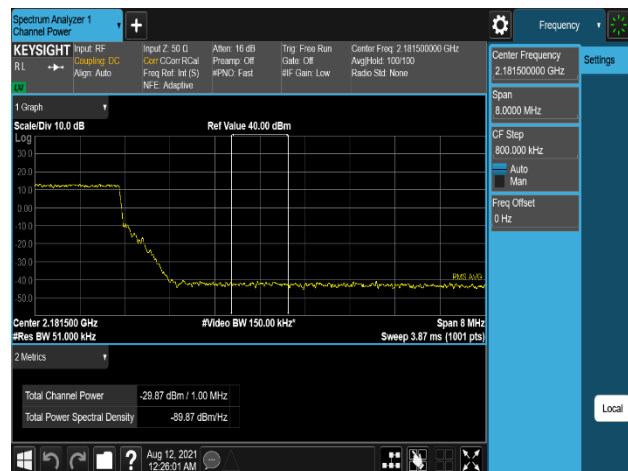 Spectrum Analyzer 1
Channel Power
Frequency
KEYSIGHT
RL
LXI
Input: RF
Coupling: DC
Align: Auto
Input Z: 50 Ω
Corr CCorr RCal
Freq Ref: Int (S)
NFE: Adaptive
Atten: 16 dB
Preamp: Off
#PNO: Fast
Trig: Free Run
Gate: Off
#IF Gain: Low
Center Freq: 2.181500000 GHz
Avg|Hold: 100/100
Radio Std: None
Center Frequency
2.181500000 GHz
Settings
Span
8.0000 MHz
CF Step
800.000 kHz
Auto
Man
Freq Offset
0 Hz
1 Graph
Scale/Div 10.0 dB
Ref Value 40.00 dBm
Log
30.0
20.0
10.0
0.00
-10.0
-20.0
-30.0
-40.0
-50.0
RMS AVG
Center 2.181500 GHz
#Video BW 150.00 kHz*
Span 8 MHz
#Res BW 51.000 kHz
Sweep 3.87 ms (1001 pts)
2 Metrics
Total Channel Power -29.87 dBm / 1.00 MHz
Total Power Spectral Density -89.87 dBm/Hz
Local
?
Aug 12, 2021
12:26:01 AM